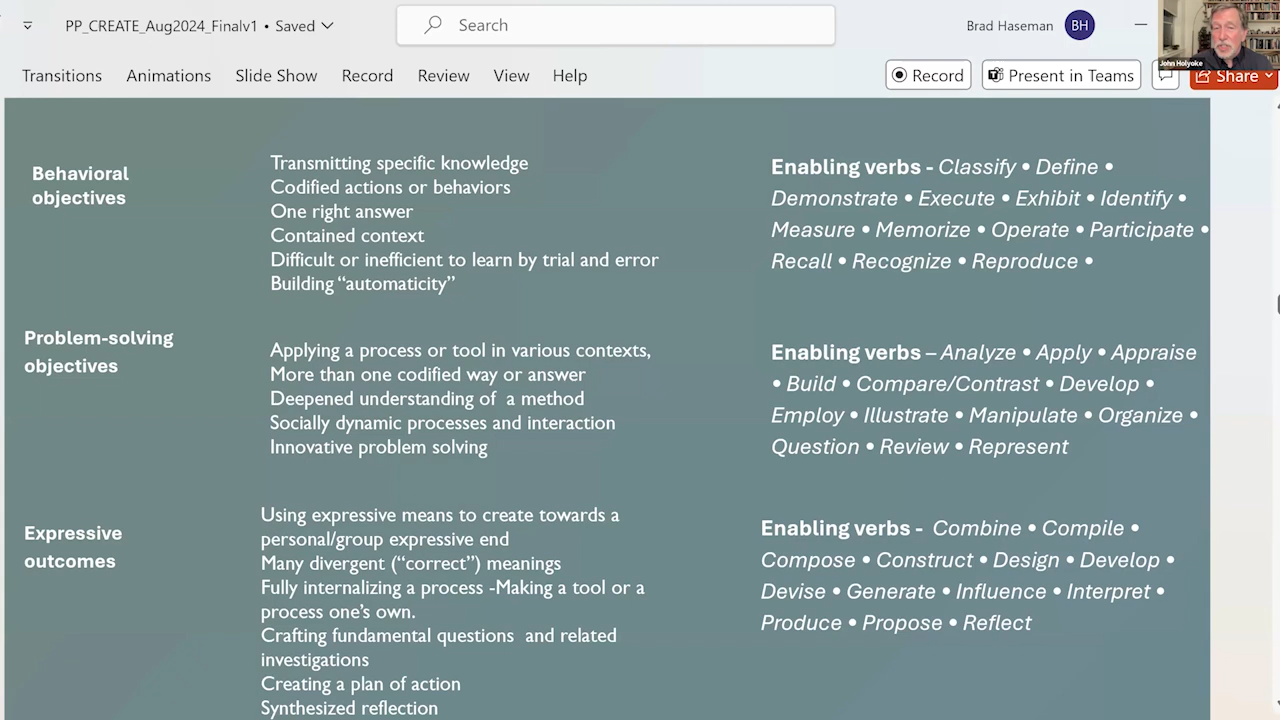 PP_CREATE_Aug2024_Finalv1 • Saved
Search
Brad Haseman
BH
John Holyoke
Transitions
Animations
Slide Show
Record
Review
View
Help
Record
Present in Teams
Share
Behavioral
objectives
Transmitting specific knowledge
Codified actions or behaviors
One right answer
Contained context
Difficult or inefficient to learn by trial and error
Building “automaticity”
Enabling verbs - Classify • Define •
Demonstrate • Execute • Exhibit • Identify •
Measure • Memorize • Operate • Participate •
Recall • Recognize • Reproduce •
Problem-solving
objectives
Applying a process or tool in various contexts,
More than one codified way or answer
Deepened understanding of a method
Socially dynamic processes and interaction
Innovative problem solving
Enabling verbs – Analyze • Apply • Appraise
• Build • Compare/Contrast • Develop •
Employ • Illustrate • Manipulate • Organize •
Question • Review • Represent
Expressive
outcomes
Using expressive means to create towards a
personal/group expressive end
Many divergent (“correct”) meanings
Fully internalizing a process -Making a tool or a
process one’s own.
Crafting fundamental questions and related
investigations
Creating a plan of action
Synthesized reflection
Enabling verbs - Combine • Compile •
Compose • Construct • Design • Develop •
Devise • Generate • Influence • Interpret •
Produce • Propose • Reflect